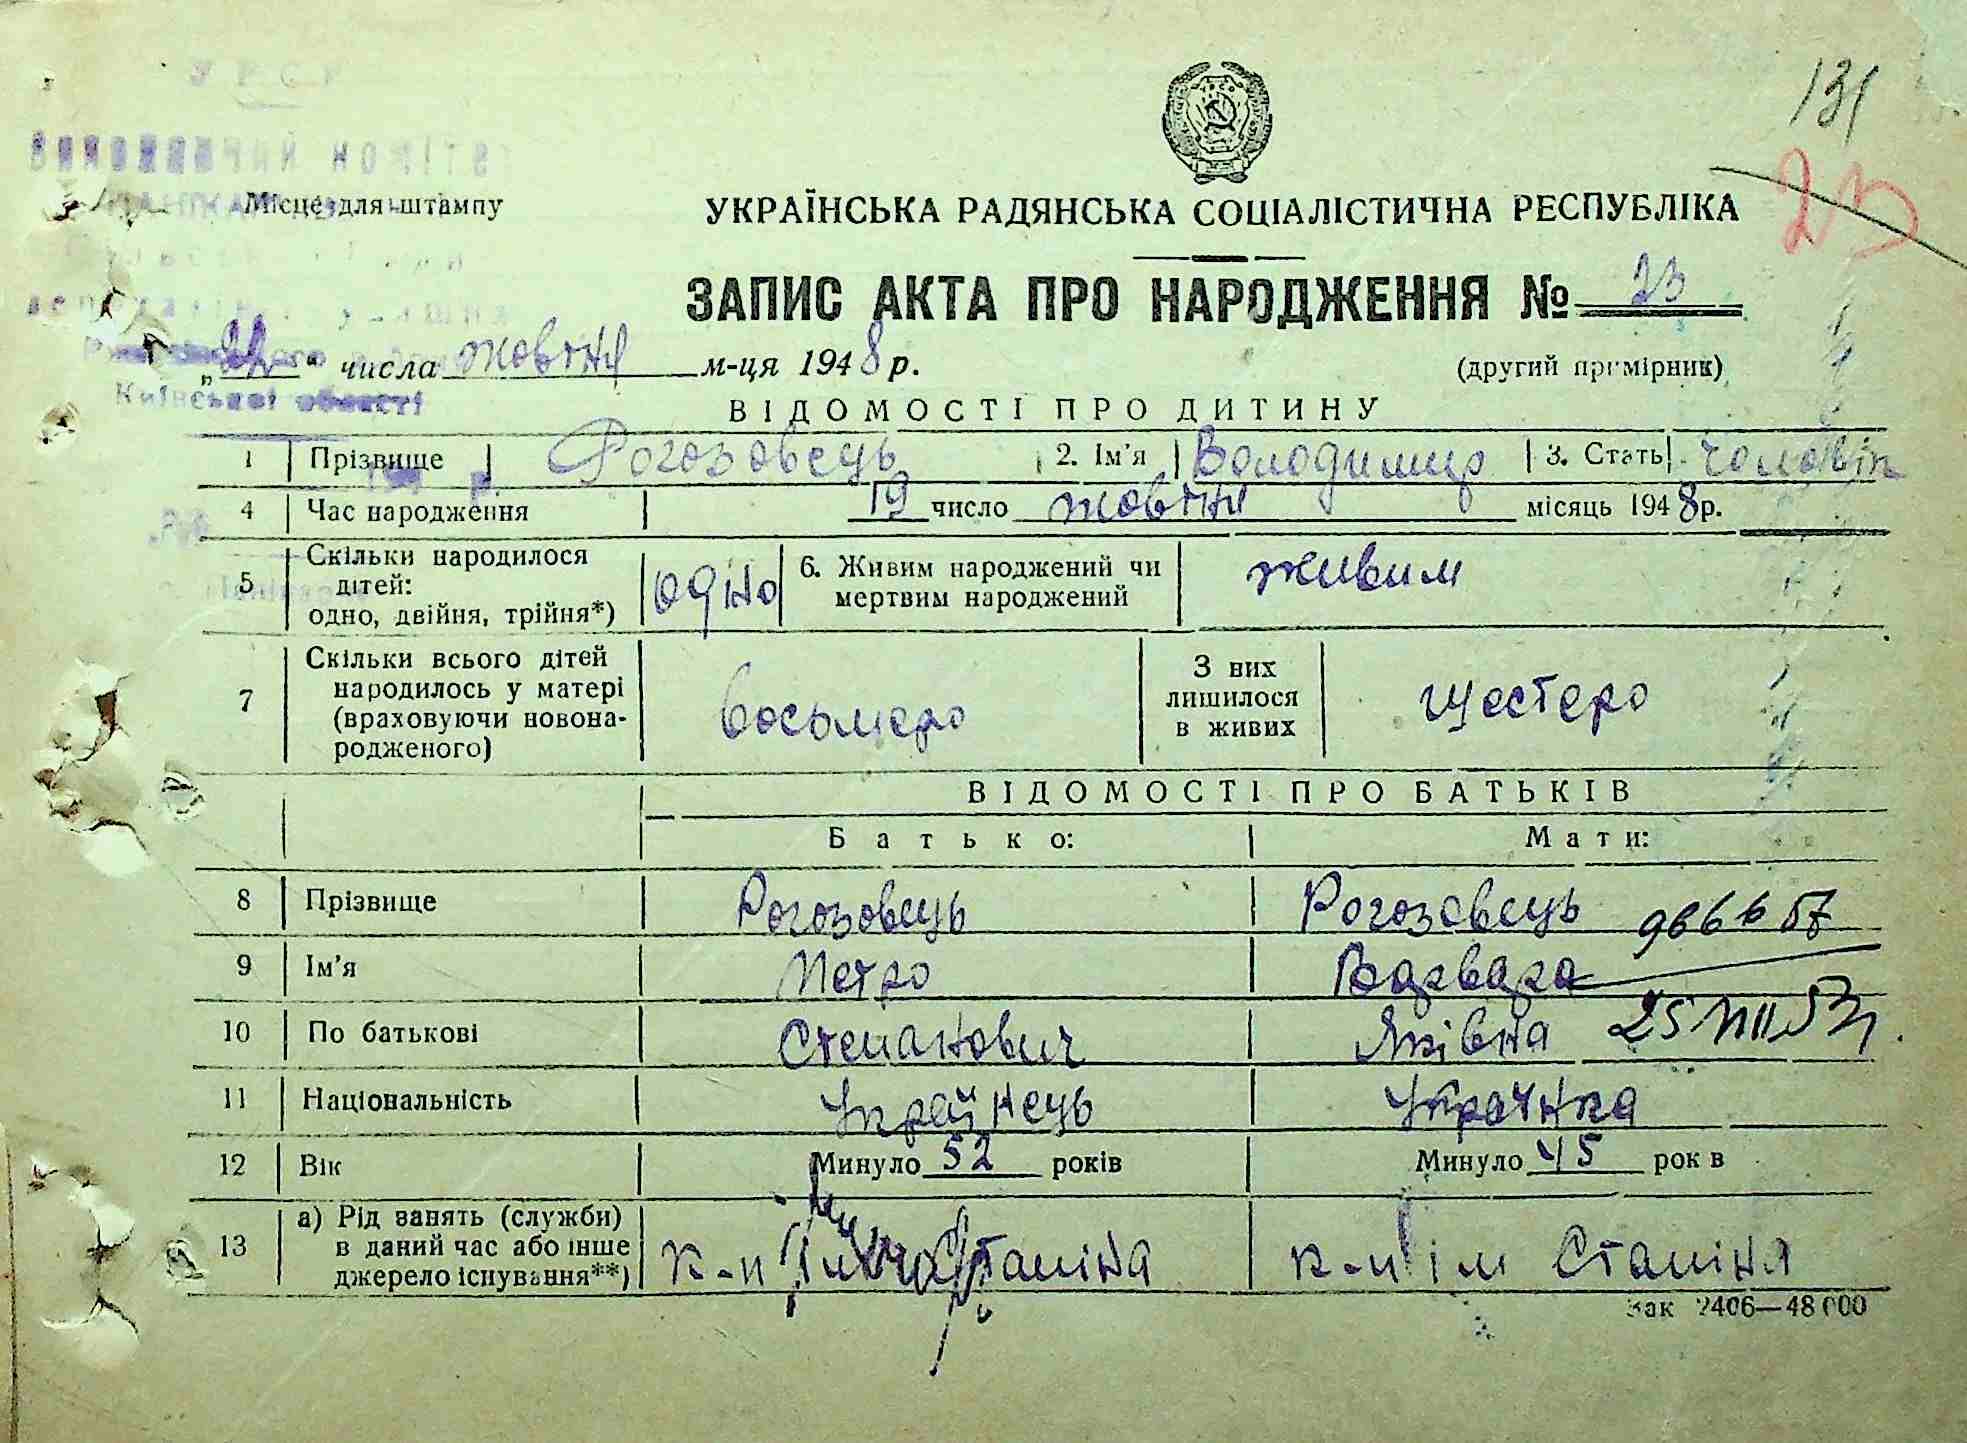 131
У Р С Р
Місце для штампу
УКРАЇНСЬКА РАДЯНСЬКА СОЦІАЛІСТИЧНА РЕСПУБЛІКА
23
ЗАПИС АКТА ПРО НАРОДЖЕННЯ № 23
„22“ числа жовтня м-ця 1948 р.
(другий примірник)
Київської області
ВІДОМОСТІ ПРО ДИТИНУ
1 Прізвище Рогозовець 2. Ім'я Володимир 3. Стать чоловік
4 Час народження 19 число жовтня місяць 1948 р.
5 Скільки народилося дітей: одно, двійня, трійня*) одно 6. Живим народжений чи мертвим народжений живим
7 Скільки всього дітей народилось у матері (враховуючи новонародженого) восьмеро З них лишилося в живих шестеро
ВІДОМОСТІ ПРО БАТЬКІВ
Батько: Мати:
8 Прізвище Рогозовець Рогозовець
9 Ім'я Петро Варвара
10 По батькові Степанович Яківна 25 VIII 53
11 Національність Українець Українка
12 Вік Минуло 52 років Минуло 45 рок в
13 а) Рід занять (служби) в даний час або інше джерело існування**) к-п Сталіна к-п ім Сталіна
Зак 2406—48 000